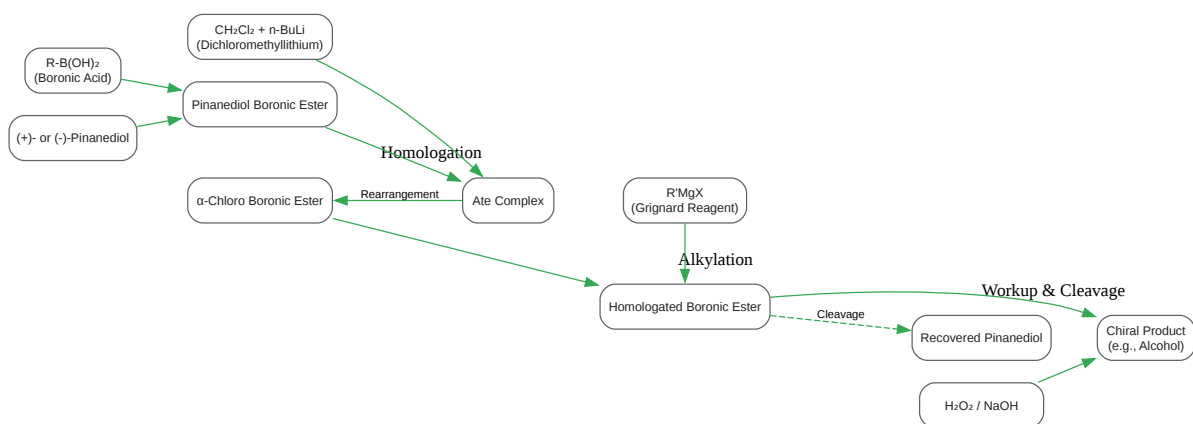 CH₂Cl₂ + n-BuLi
(Dichloromethyllithium)
R-B(OH)₂
(Boronic Acid)
Pinanediol Boronic Ester
(+)- or (-)-Pinanediol
Homologation
α-Chloro Boronic Ester
Rearrangement
Ate Complex
R'MgX
(Grignard Reagent)
Alkylation
Homologated Boronic Ester
Workup & Cleavage
Cleavage
Recovered Pinanediol
Chiral Product
(e.g., Alcohol)
H₂O₂ / NaOH